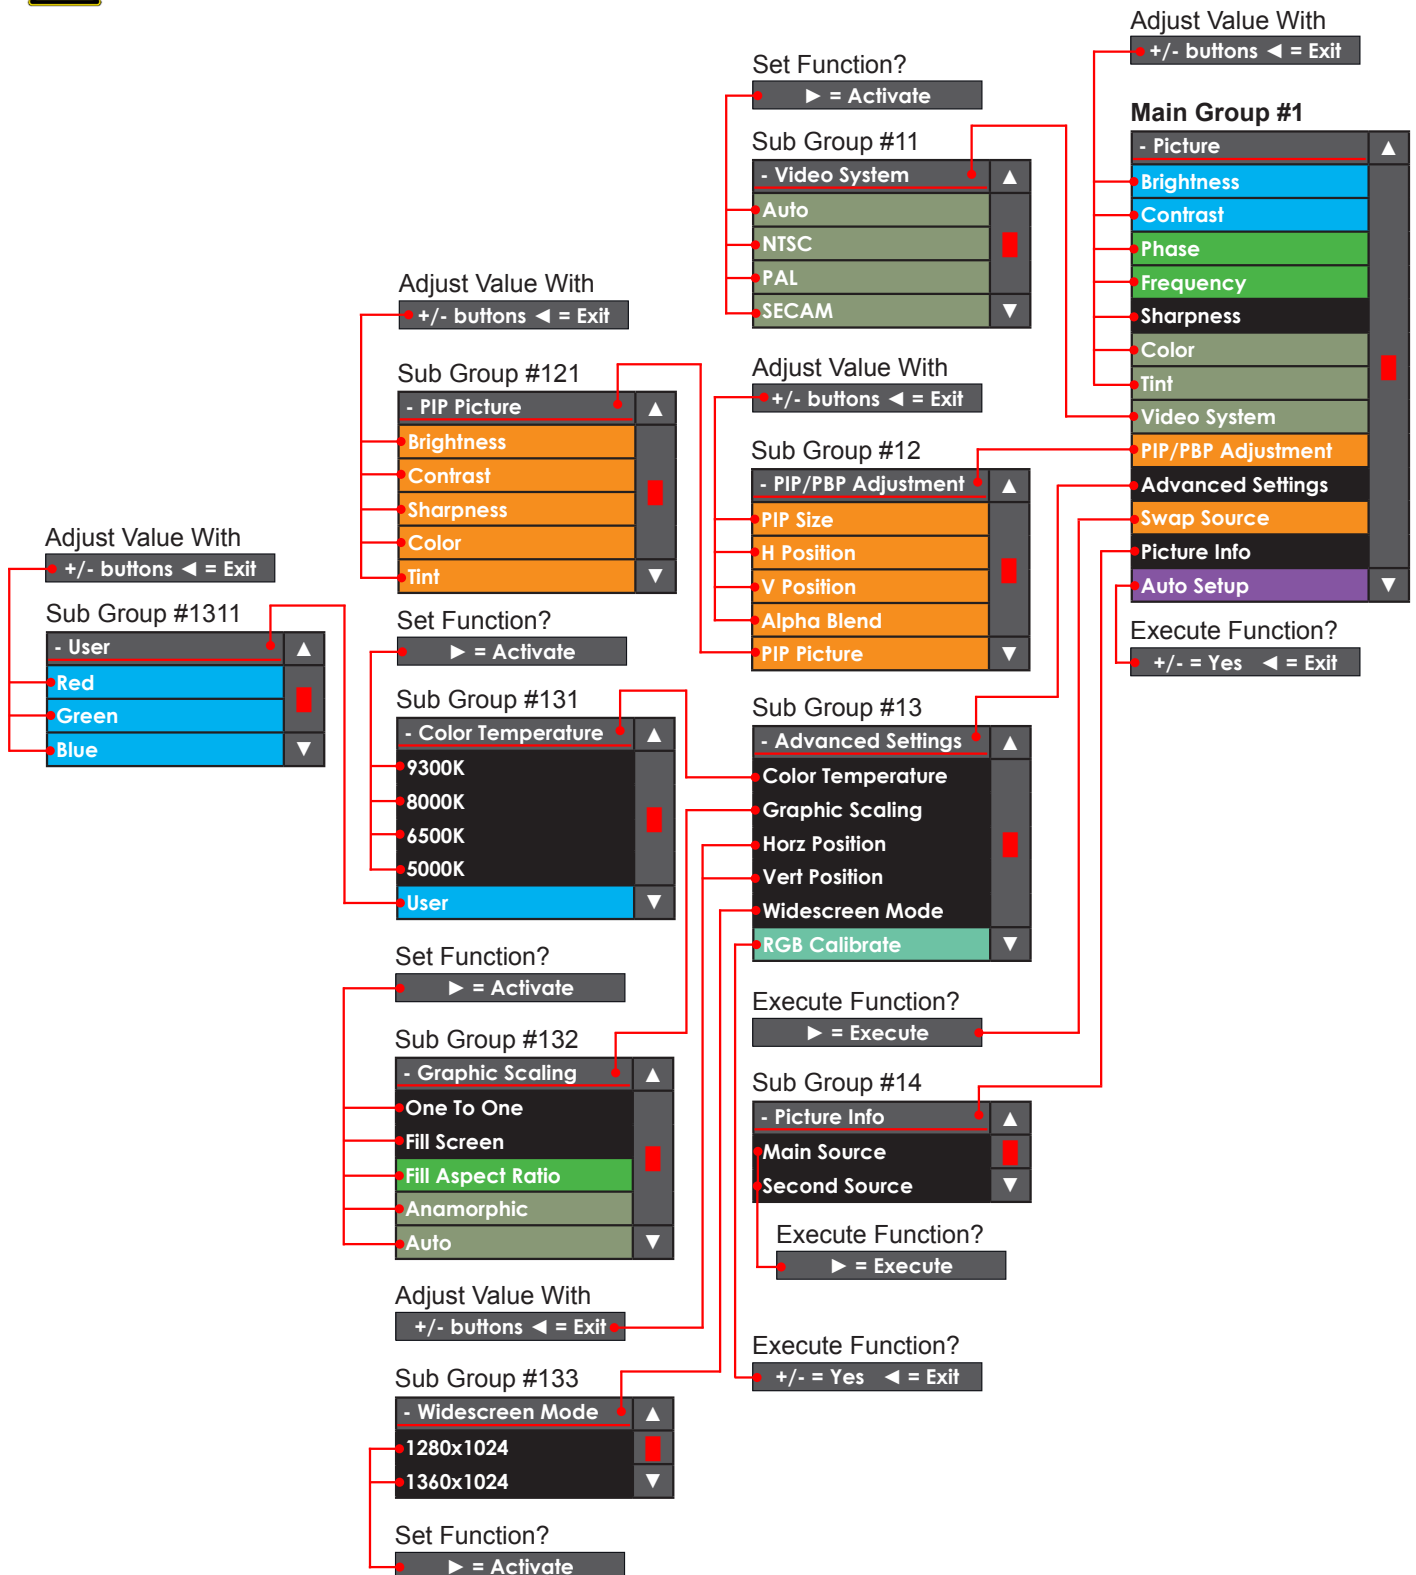 Adjust Value With
+/- buttons ◄ = Exit
Main Group #1
- Picture
▲
Brightness
Contrast
Phase
Frequency
Sharpness
Color
Tint
Video System
PIP/PBP Adjustment
Advanced Settings
Swap Source
Picture Info
Auto Setup
▼
Execute Function?
+/- = Yes ◄ = Exit
Set Function?
► = Activate
Sub Group #11
- Video System
▲
Auto
NTSC
PAL
SECAM
▼
Adjust Value With
+/- buttons ◄ = Exit
Sub Group #12
- PIP/PBP Adjustment
▲
PIP Size
H Position
V Position
Alpha Blend
PIP Picture
▼
Sub Group #13
- Advanced Settings
▲
Color Temperature
Graphic Scaling
Horz Position
Vert Position
Widescreen Mode
RGB Calibrate
▼
Execute Function?
► = Execute
Sub Group #14
- Picture Info
▲
Main Source
Second Source
▼
Execute Function?
► = Execute
Execute Function?
+/- = Yes ◄ = Exit
Adjust Value With
+/- buttons ◄ = Exit
Sub Group #121
- PIP Picture
▲
Brightness
Contrast
Sharpness
Color
Tint
▼
Set Function?
► = Activate
Sub Group #131
- Color Temperature
▲
9300K
8000K
6500K
5000K
User
▼
Set Function?
► = Activate
Sub Group #132
- Graphic Scaling
▲
One To One
Fill Screen
Fill Aspect Ratio
Anamorphic
Auto
▼
Adjust Value With
+/- buttons ◄ = Exit
Sub Group #133
- Widescreen Mode
▲
1280x1024
1360x1024
▼
Set Function?
► = Activate
Adjust Value With
+/- buttons ◄ = Exit
Sub Group #1311
- User
▲
Red
Green
Blue
▼